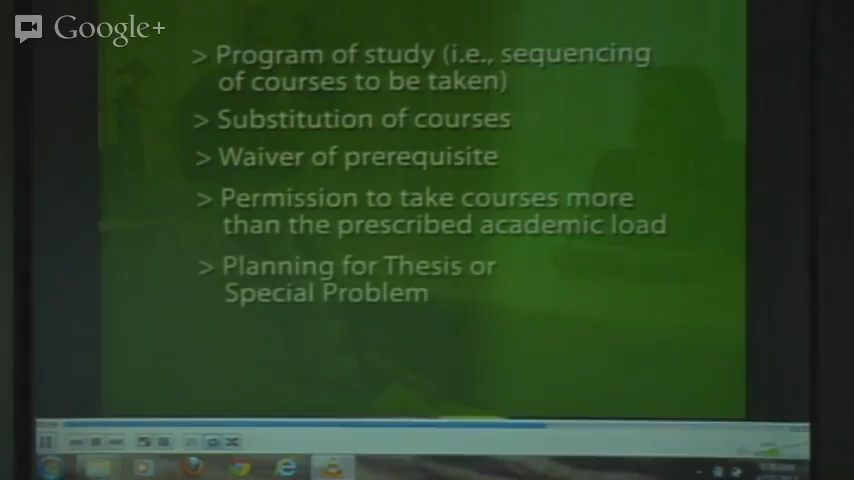 Google+
> Program of study (i.e., sequencing
of courses to be taken)
> Substitution of courses
> Waiver of prerequisite
> Permission to take courses more
than the prescribed academic load
> Planning for Thesis or
Special Problem